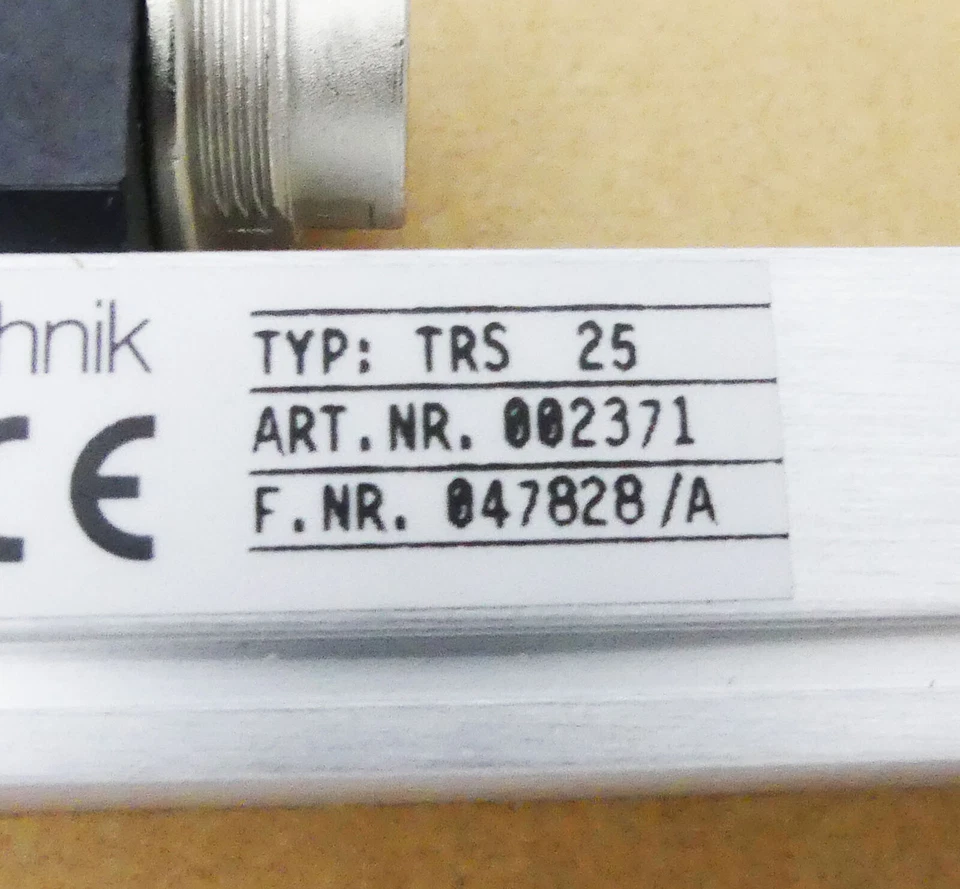 hnik
CE
TYP: TRS 25
ART.NR. 002371
F.NR. 047828/A